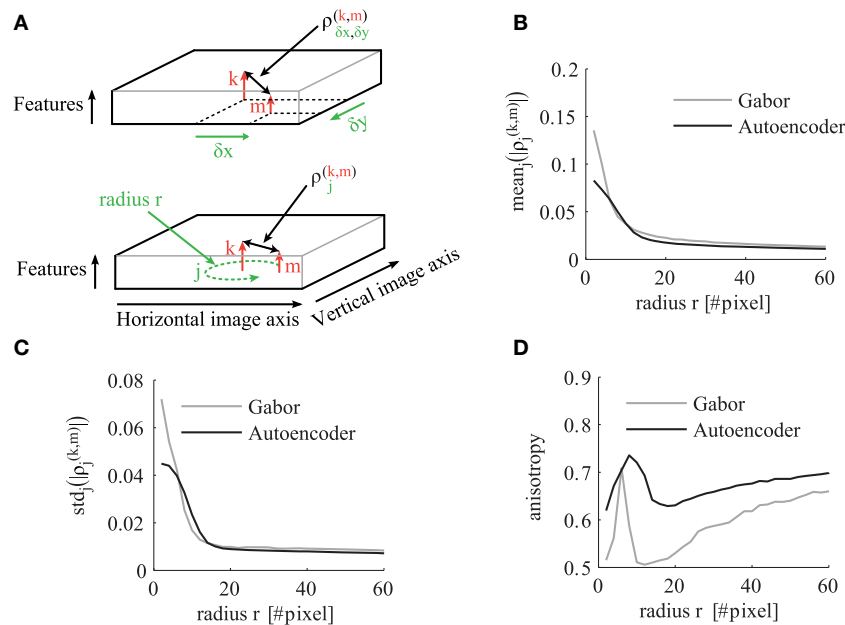 A
ρ(k,m)
δx,δy
k
m
Features
δx
δy
radius r
ρ(k,m)
j
k
m
j
Features
Horizontal image axis
Vertical image axis
B
0.2
0.15
0.1
0.05
0
0 20 40 60
mean_j(|ρ_j^(k,m)|)
radius r [#pixel]
Gabor
Autoencoder
C
0.08
0.06
0.04
0.02
0
0 20 40 60
std_j(|ρ_j^(k,m)|)
radius r [#pixel]
Gabor
Autoencoder
D
0.9
0.8
0.7
0.6
0.5
0 20 40 60
anisotropy
radius r [#pixel]
Gabor
Autoencoder